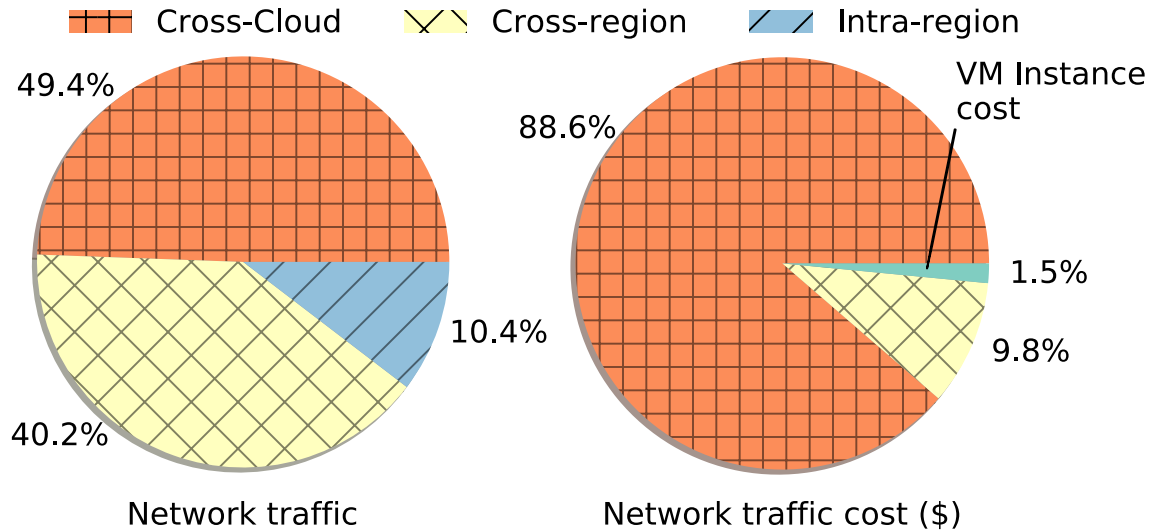 Cross-Cloud Cross-region Intra-region
49.4%
40.2%
10.4%
Network traffic
88.6%
VM Instance
cost
1.5%
9.8%
Network traffic cost ($)